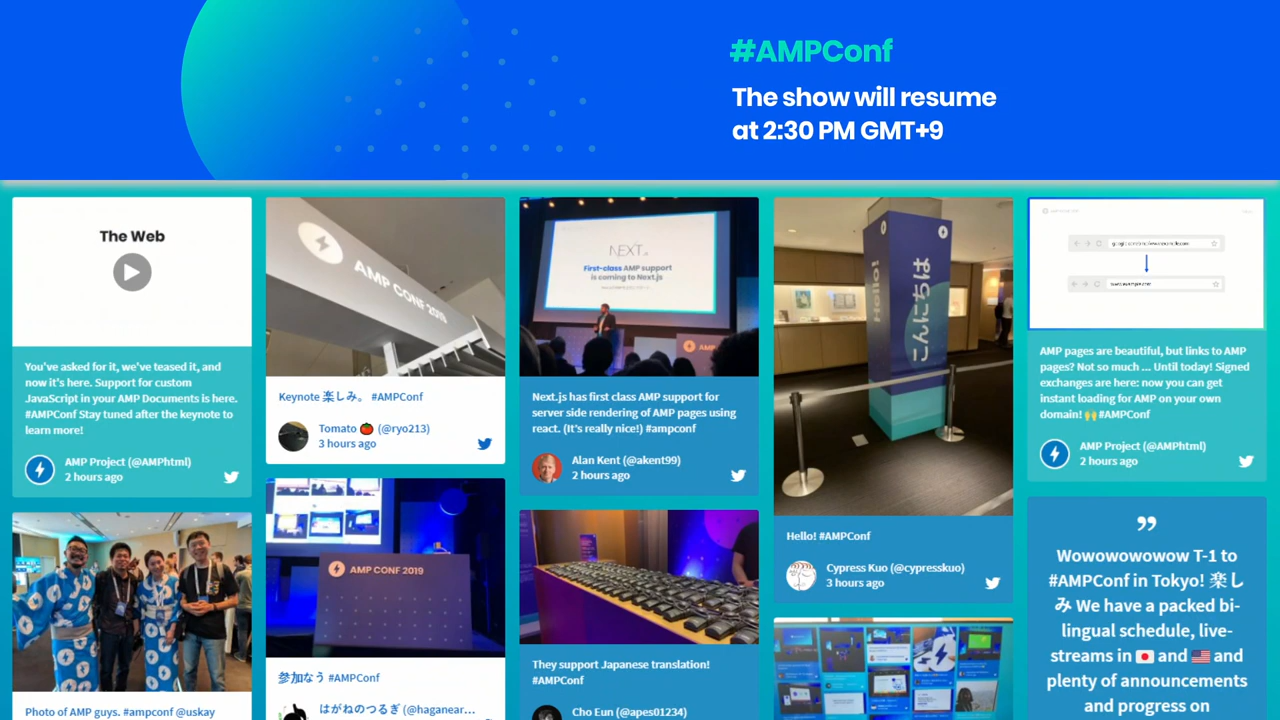 #AMPConf
The show will resume
at 2:30 PM GMT+9
The Web
You've asked for it, we've teased it, and
now it's here. Support for custom
JavaScript in your AMP Documents is here.
#AMPConf Stay tuned after the keynote to
learn more!
AMP Project (@AMPhtml)
2 hours ago
Photo of AMP guys. #ampconf @uskay
AMP CONF 2019
Keynote 楽しみ。 #AMPConf
Tomato 🍅 (@ryo213)
3 hours ago
AMP CONF 2019
参加なう #AMPConf
はがねのつるぎ (@haganear...
NEXT.js
First-class AMP support
is coming to Next.js
AMP
Next.js has first class AMP support for
server side rendering of AMP pages using
react. (It's really nice!) #ampconf
Alan Kent (@akent99)
2 hours ago
They support Japanese translation!
#AMPConf
Cho Eun (@apes01234)
Hello!
こんにちは
Hello! #AMPConf
Cypress Kuo (@cypresskuo)
3 hours ago
AMP pages are beautiful, but links to AMP
pages? Not so much ... Until today! Signed
exchanges are here: now you can get
instant loading for AMP on your own
domain! 🙌 #AMPConf
AMP Project (@AMPhtml)
2 hours ago
Wowowowowow T-1 to
#AMPConf in Tokyo! 楽し
み We have a packed bi-
lingual schedule, live-
streams in 🇯🇵 and 🇺🇸 and
plenty of announcements
and progress on